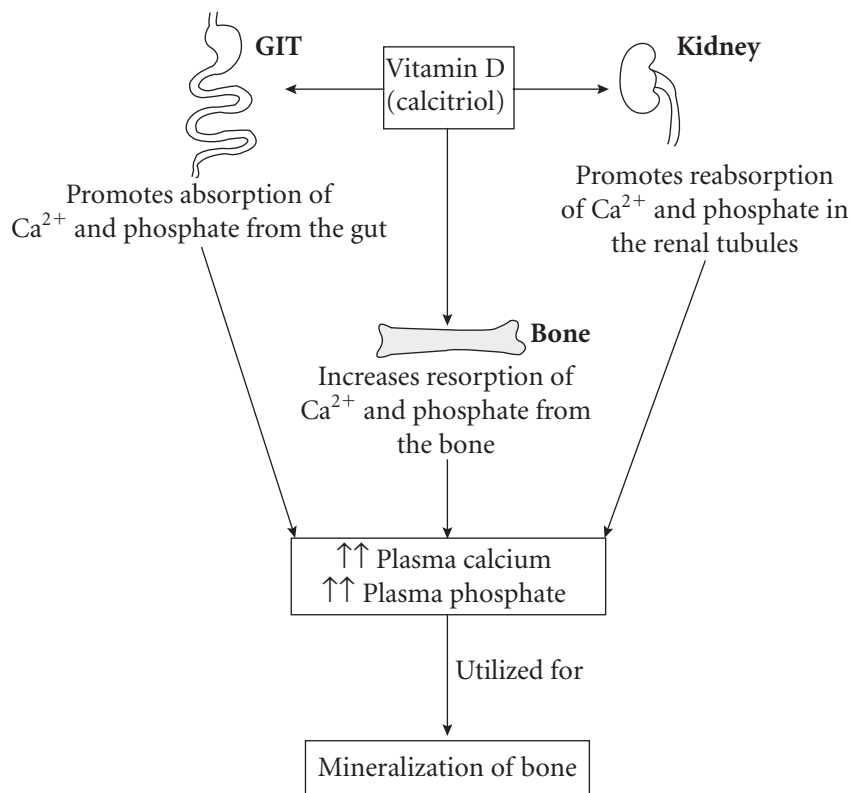 GIT
Vitamin D
(calcitriol)
Kidney
Promotes absorption of
Ca²⁺ and phosphate from the gut
Promotes reabsorption
of Ca²⁺ and phosphate in
the renal tubules
Bone
Increases resorption of
Ca²⁺ and phosphate from
the bone
↑↑ Plasma calcium
↑↑ Plasma phosphate
Utilized for
Mineralization of bone